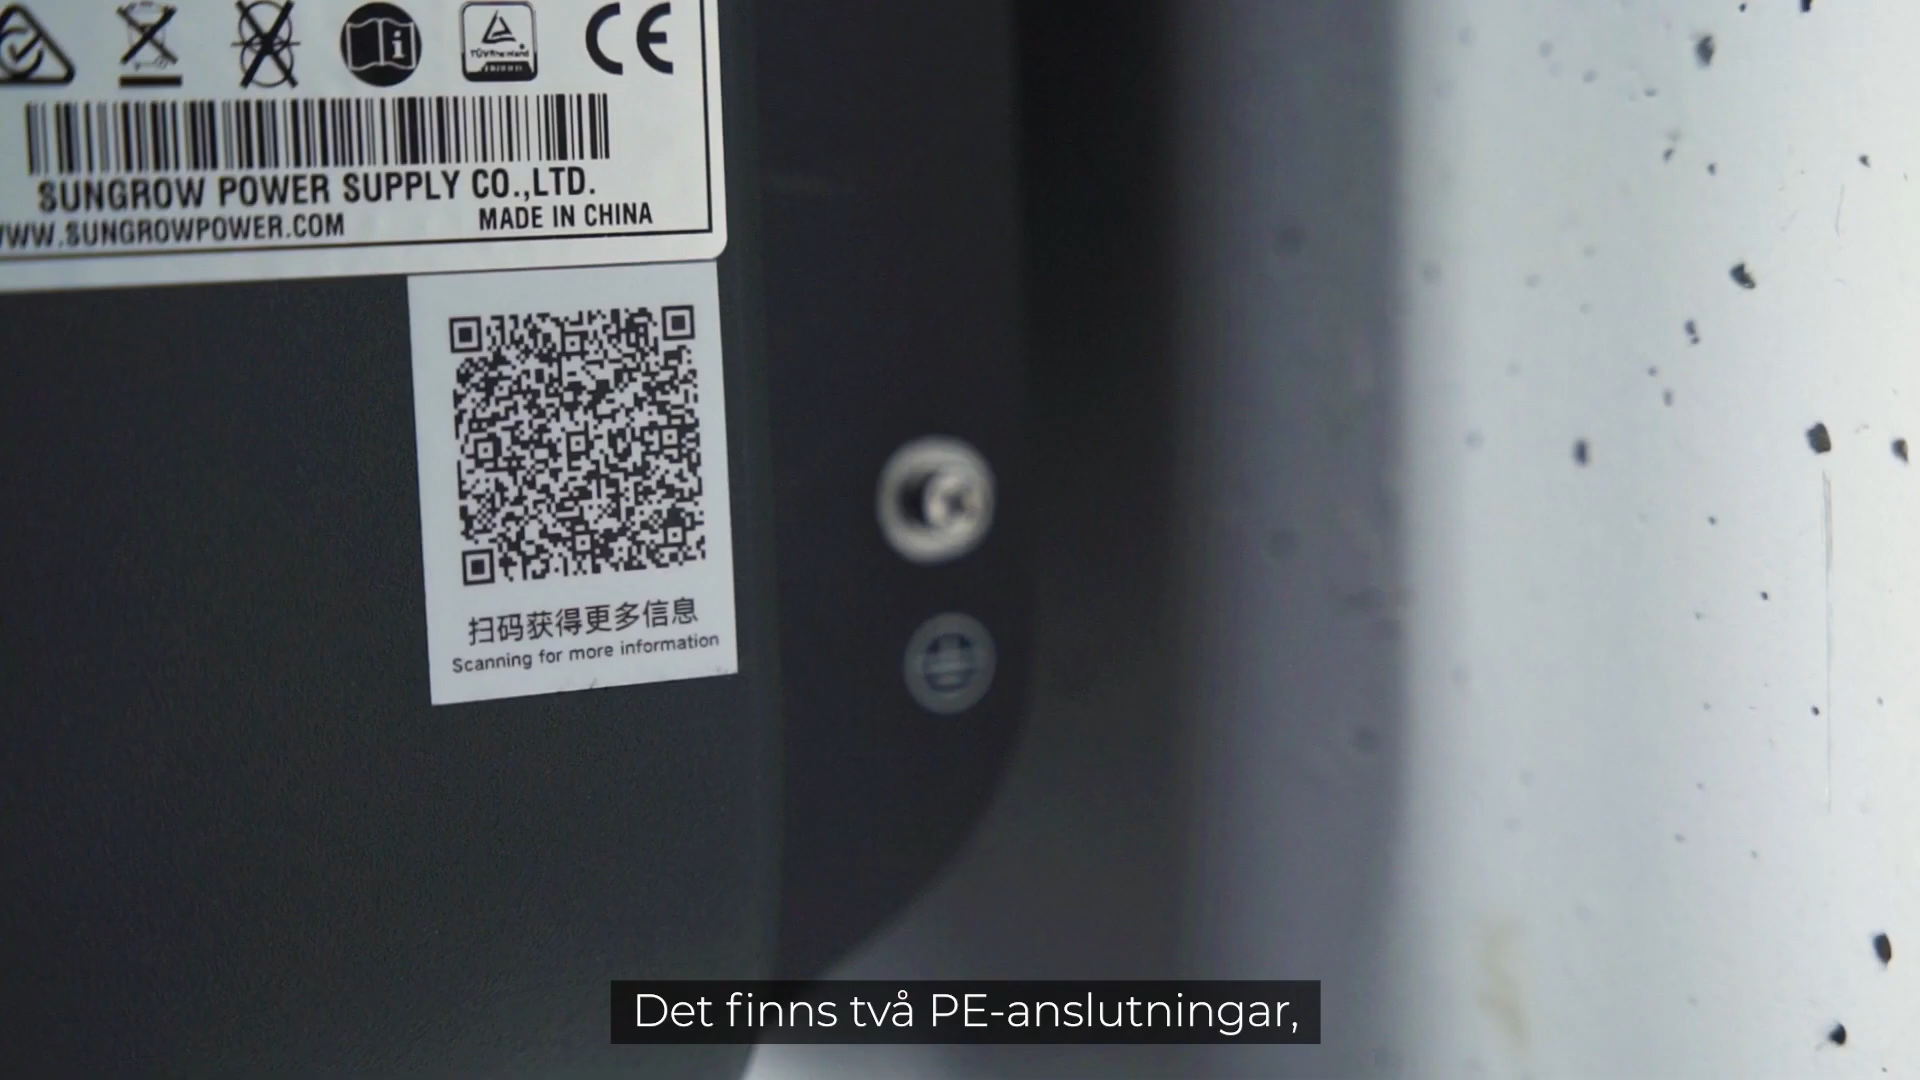 TÜVRheinland
CE
SUNGROW POWER SUPPLY CO.,LTD.
WWW.SUNGROWPOWER.COM
MADE IN CHINA
扫码获得更多信息
Scanning for more information
Det finns två PE-anslutningar,